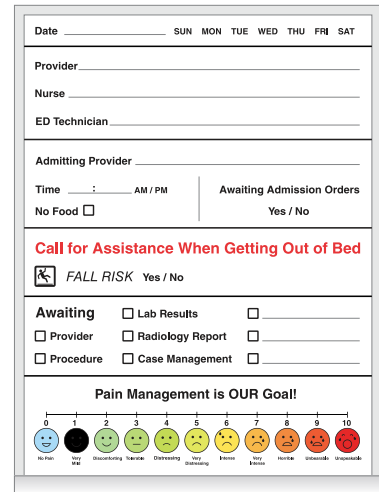 Date SUN MON TUE WED THU FRI SAT
Provider
Nurse
ED Technician
Admitting Provider
Time : AM / PM
No Food
Awaiting Admission Orders
Yes / No
Call for Assistance When Getting Out of Bed
FALL RISK Yes / No
Awaiting Lab Results
Provider Radiology Report
Procedure Case Management
Pain Management is OUR Goal!
0 1 2 3 4 5 6 7 8 9 10
No Pain Very Mild Discomforting Tolerable Distressing Very Distressing Intense Very Intense Horrible Unbearable Unspeakable